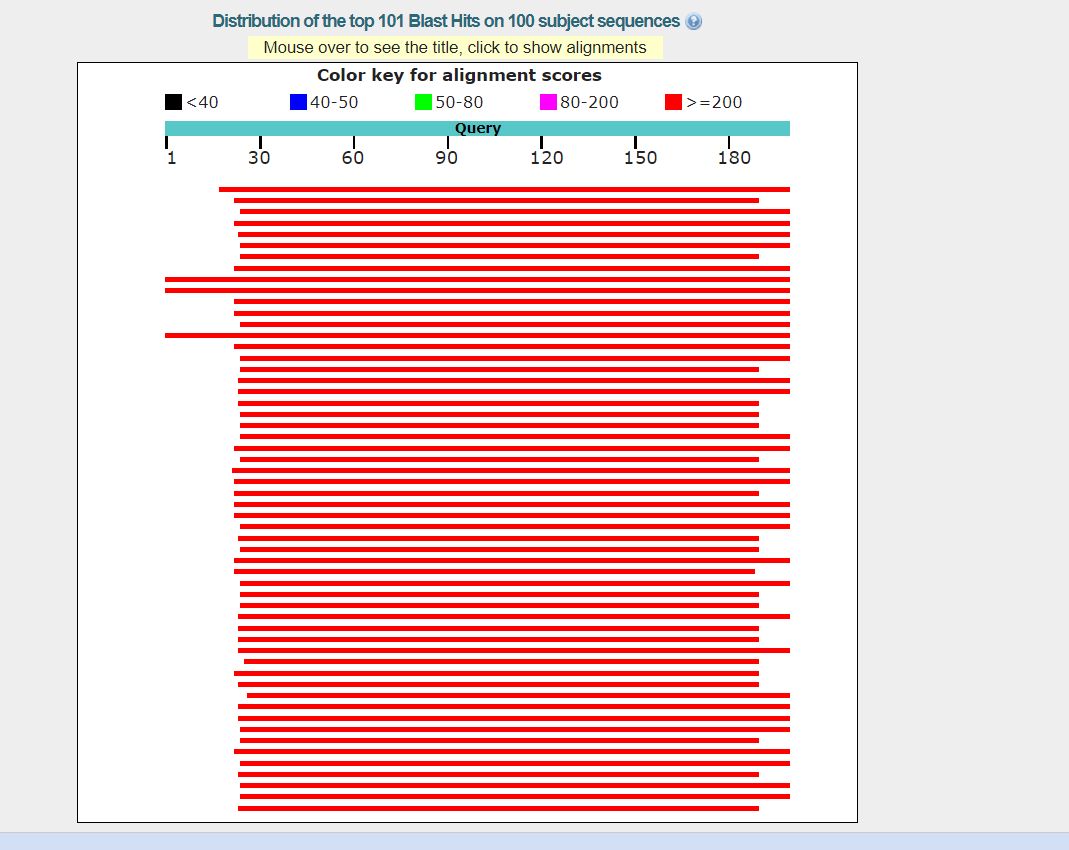 Distribution of the top 101 Blast Hits on 100 subject sequences ?
Mouse over to see the title, click to show alignments
Color key for alignment scores
<40 40-50 50-80 80-200 >=200
Query
1 30 60 90 120 150 180